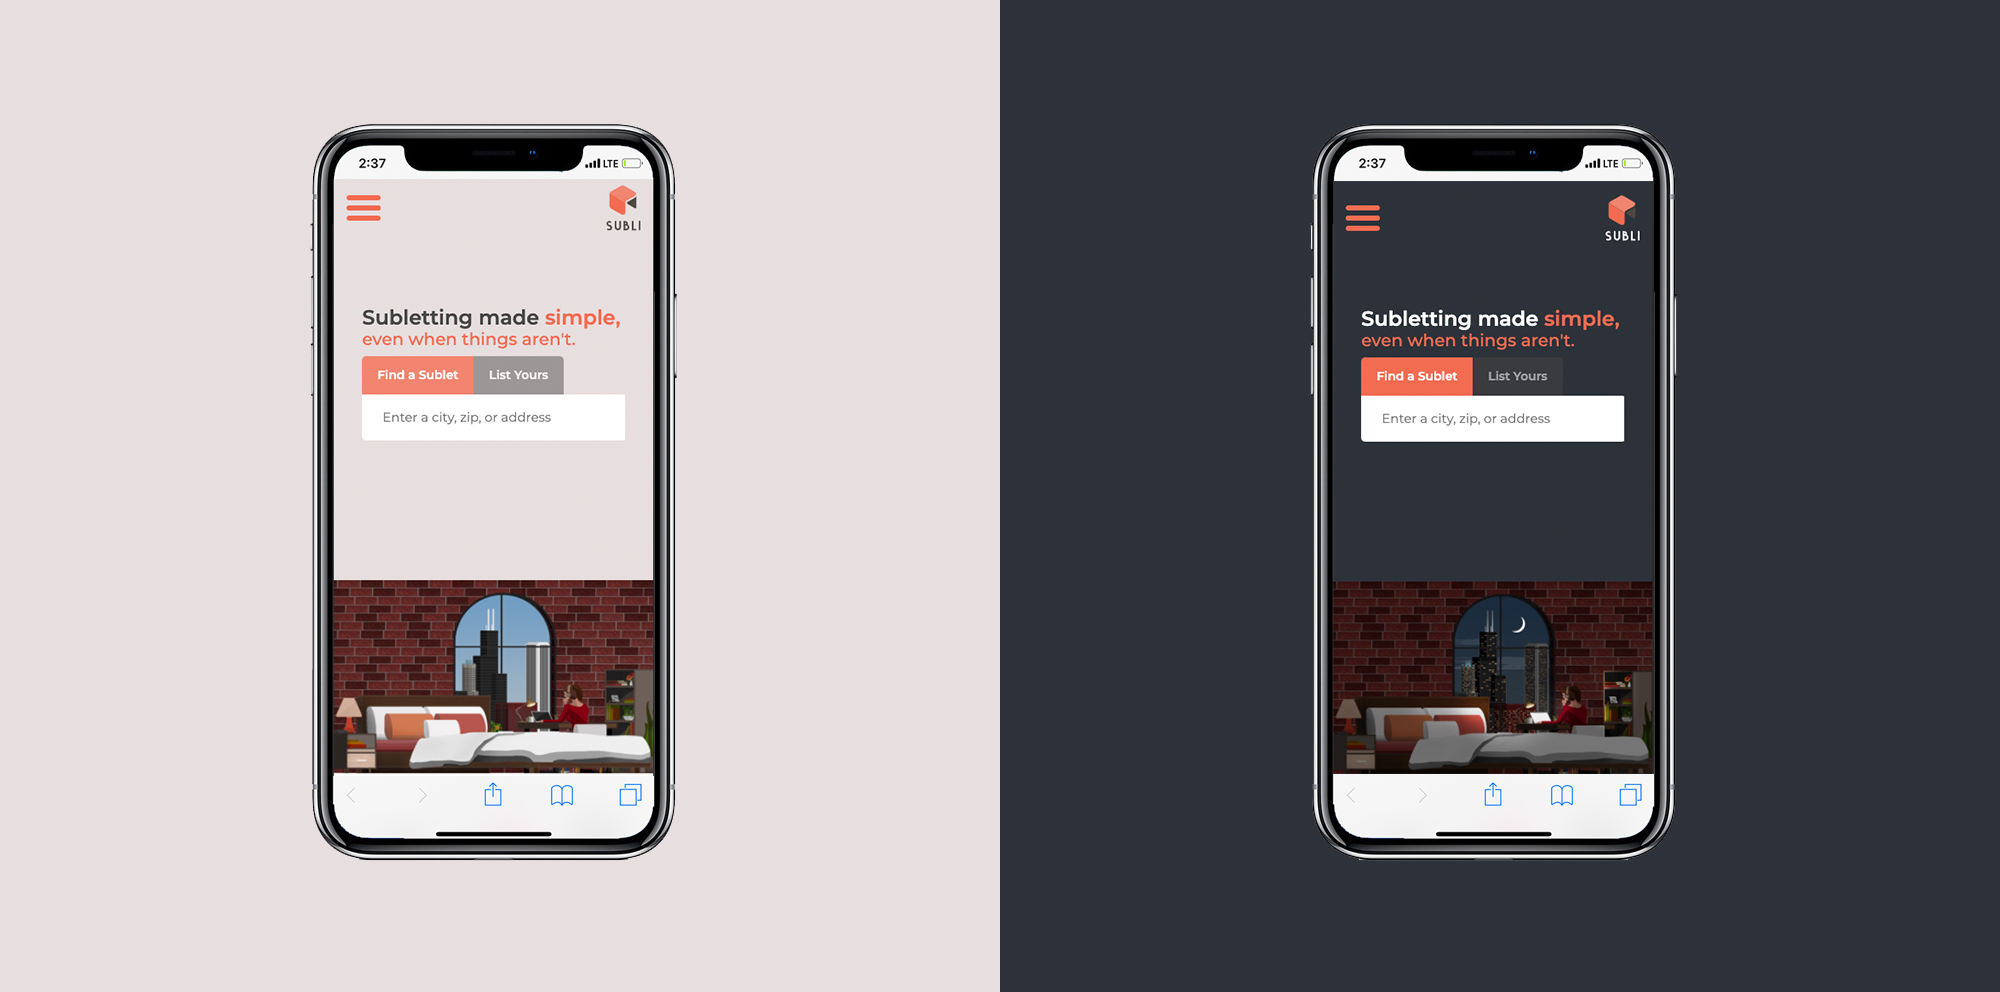 2:37
LTE
SUBLI
Subletting made simple,
even when things aren't.
Find a Sublet
List Yours
Enter a city, zip, or address
2:37
LTE
SUBLI
Subletting made simple,
even when things aren't.
Find a Sublet
List Yours
Enter a city, zip, or address